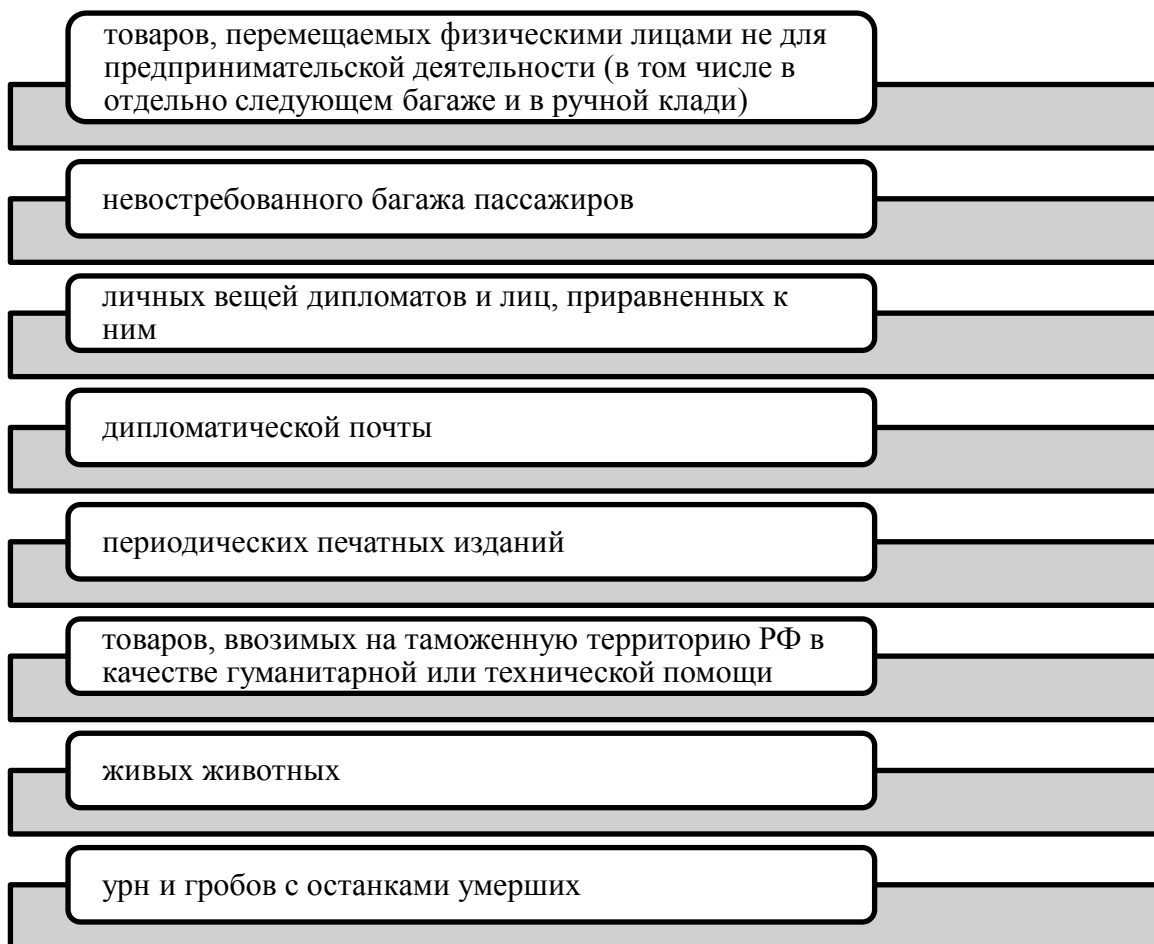 товаров, перемещаемых физическими лицами не для
предпринимательской деятельности (в том числе в
отдельно следующем багаже и в ручной клади)
невостребованного багажа пассажиров
личных вещей дипломатов и лиц, приравненных к
ним
дипломатической почты
периодических печатных изданий
товаров, ввозимых на таможенную территорию РФ в
качестве гуманитарной или технической помощи
живых животных
урн и гробов с останками умерших